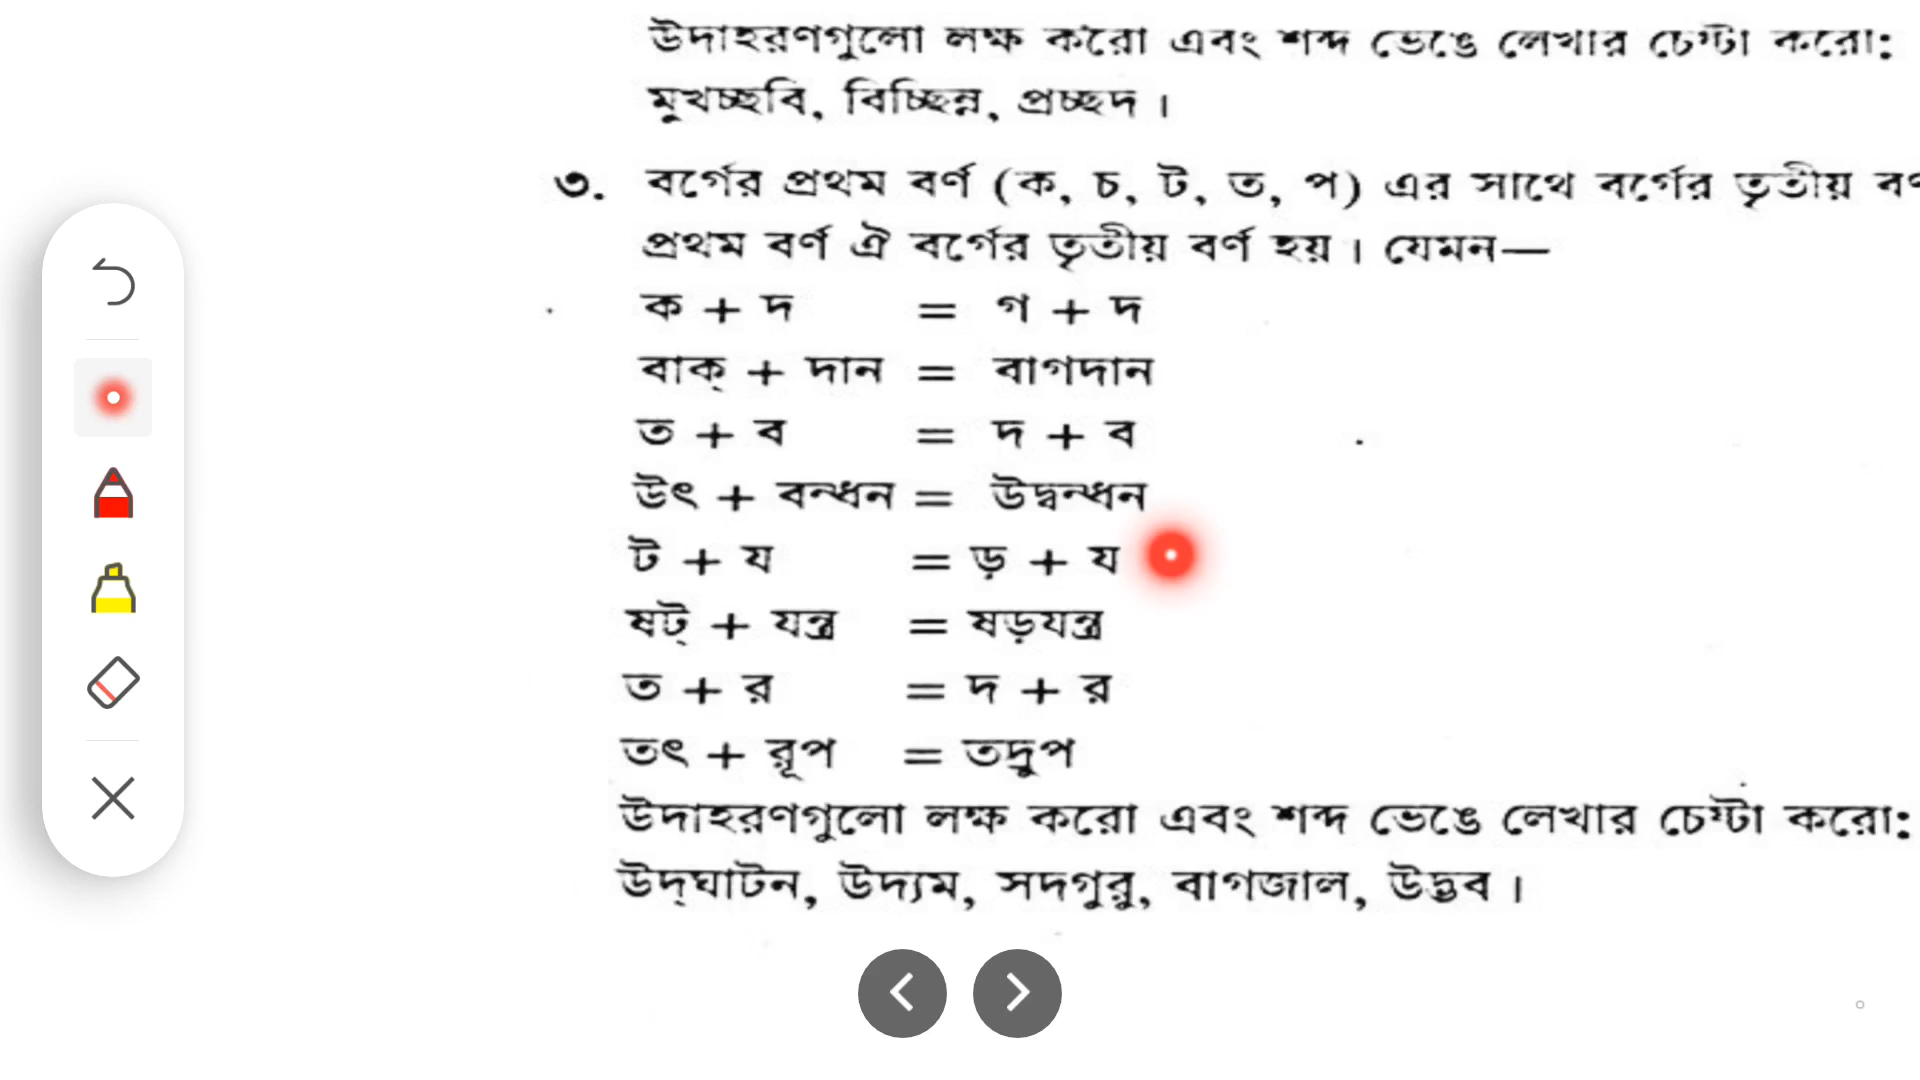 উদাহরণগুলো লক্ষ করো এবং শব্দ ভেঙে লেখার চেষ্টা করো:
মুখচ্ছবি, বিচ্ছিন্ন, প্রচ্ছদ।
৩. বর্গের প্রথম বর্ণ (ক, চ, ট, ত, প) এর সাথে বর্গের তৃতীয়
প্রথম বর্ণ ঐ বর্গের তৃতীয় বর্ণ হয়। যেমন—
ক + দ = গ + দ
বাক্ + দান = বাগদান
ত + ব = দ + ব
উৎ + বন্ধন = উদ্বন্ধন
ট + য = ড় + য
ষট্ + যন্ত্র = ষড়যন্ত্র
ত + র = দ + র
তৎ + রূপ = তদ্রুপ
উদাহরণগুলো লক্ষ করো এবং শব্দ ভেঙে লেখার চেষ্টা করো:
উদ্‌ঘাটন, উদ্যম, সদগুরু, বাগজাল, উদ্ভব।